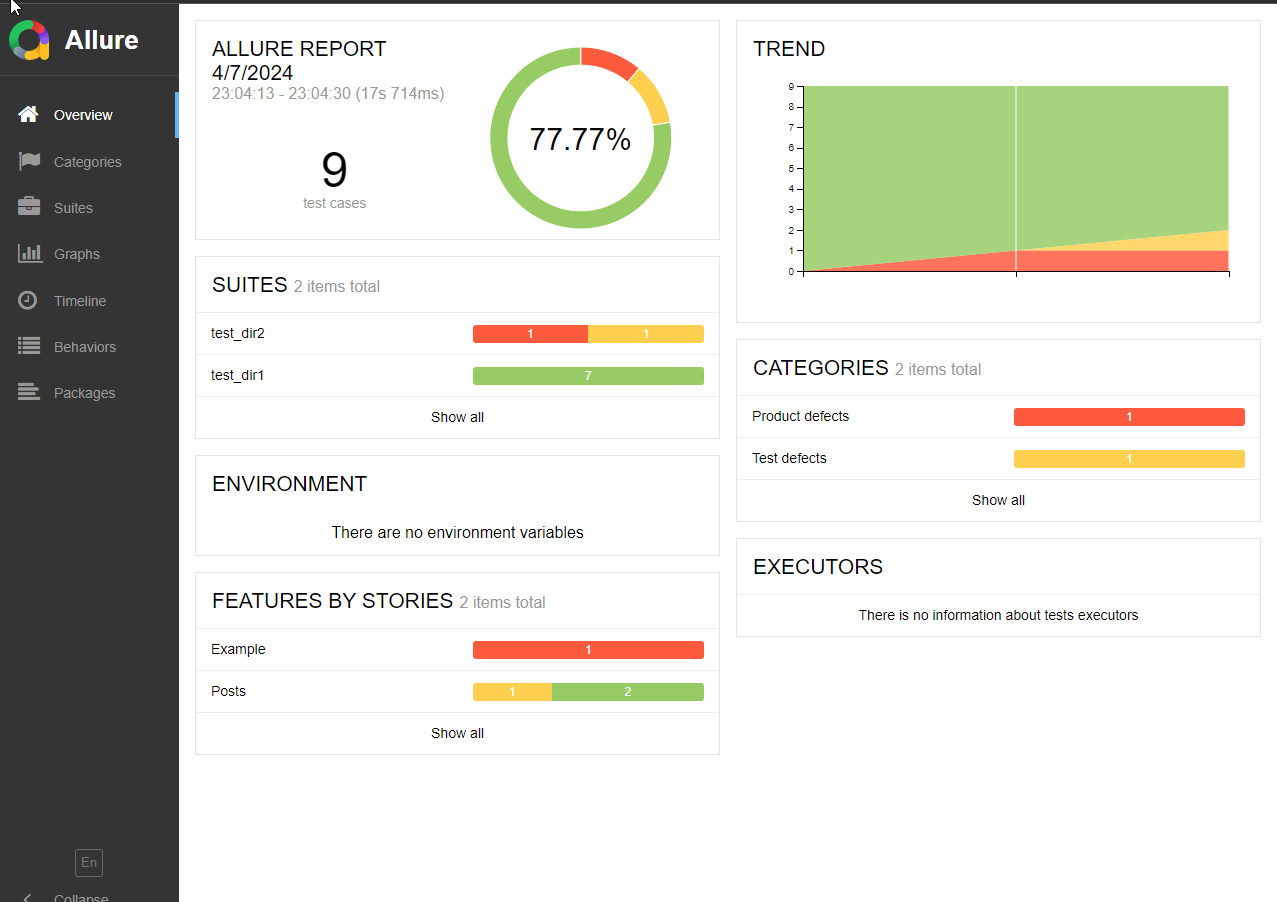 Allure
Overview
Categories
Suites
Graphs
Timeline
Behaviors
Packages
En
Collapse
ALLURE REPORT
4/7/2024
23:04:13 - 23:04:30 (17s 714ms)
9
test cases
77.77%
SUITES 2 items total
test_dir2 1 1
test_dir1 7
Show all
ENVIRONMENT
There are no environment variables
FEATURES BY STORIES 2 items total
Example 1
Posts 1 2
Show all
TREND
9
8
7
6
5
4
3
2
1
0
CATEGORIES 2 items total
Product defects 1
Test defects 1
Show all
EXECUTORS
There is no information about tests executors